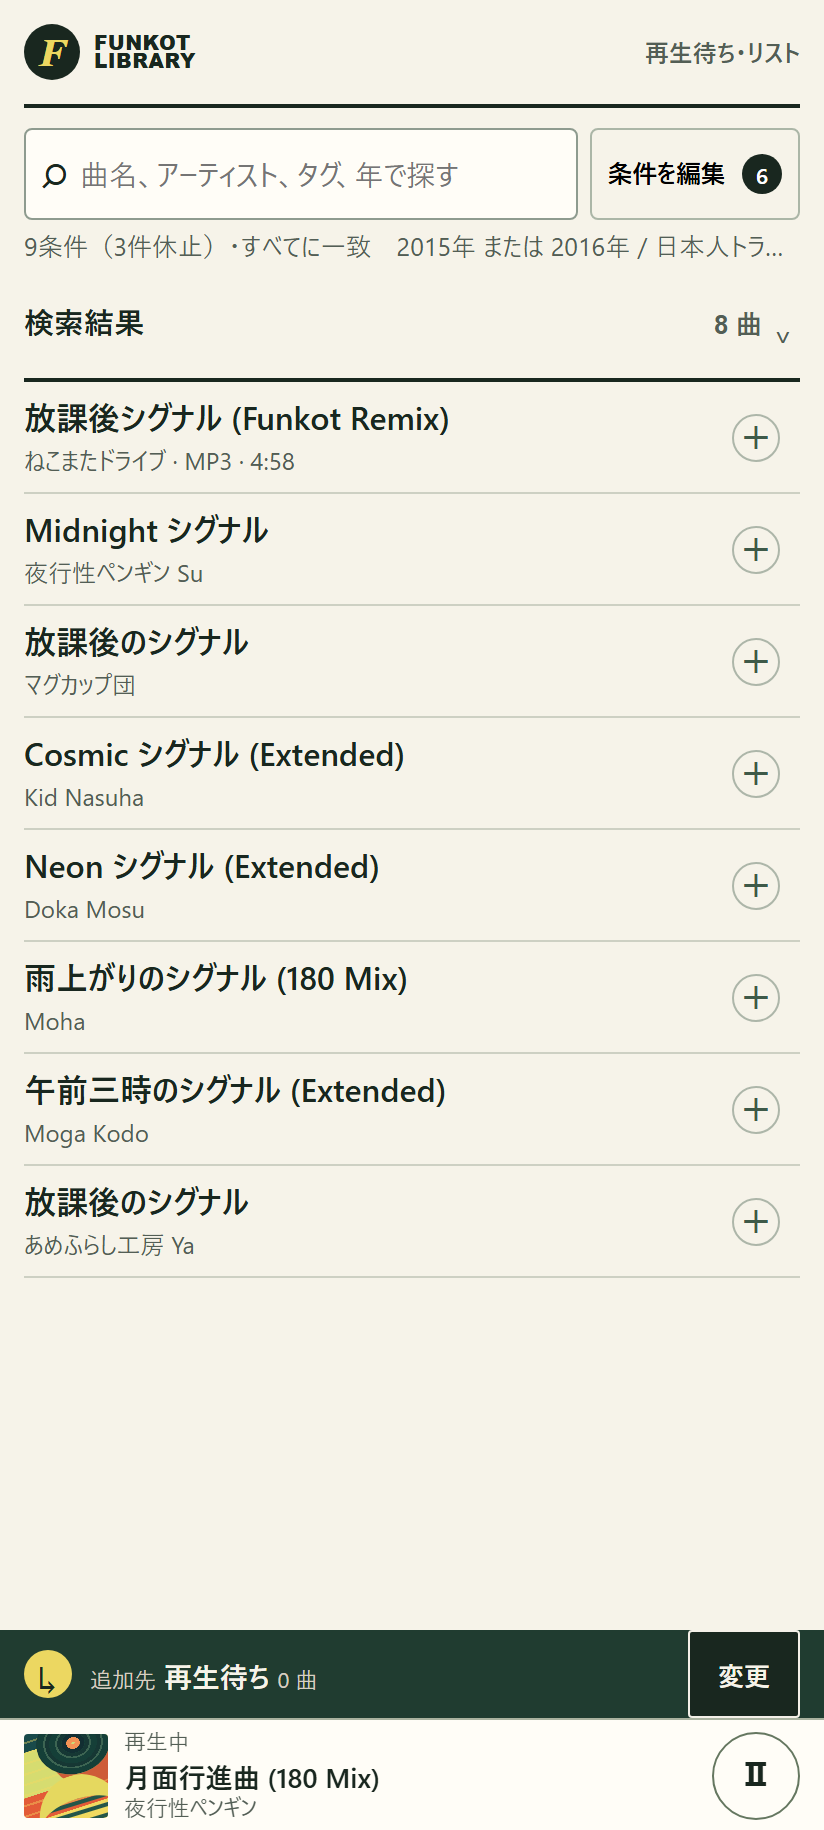 F
FUNKOT
LIBRARY
再生待ち・リスト
曲名、アーティスト、タグ、年で探す
条件を編集 6
9条件（3件休止）・すべてに一致　2015年 または 2016年 / 日本人トラ...
検索結果
8 曲
放課後シグナル (Funkot Remix)
ねこまたドライブ · MP3 · 4:58
Midnight シグナル
夜行性ペンギン Su
放課後のシグナル
マグカップ団
Cosmic シグナル (Extended)
Kid Nasuha
Neon シグナル (Extended)
Doka Mosu
雨上がりのシグナル (180 Mix)
Moha
午前三時のシグナル (Extended)
Moga Kodo
放課後のシグナル
あめふらし工房 Ya
追加先 再生待ち 0 曲
変更
再生中
月面行進曲 (180 Mix)
夜行性ペンギン